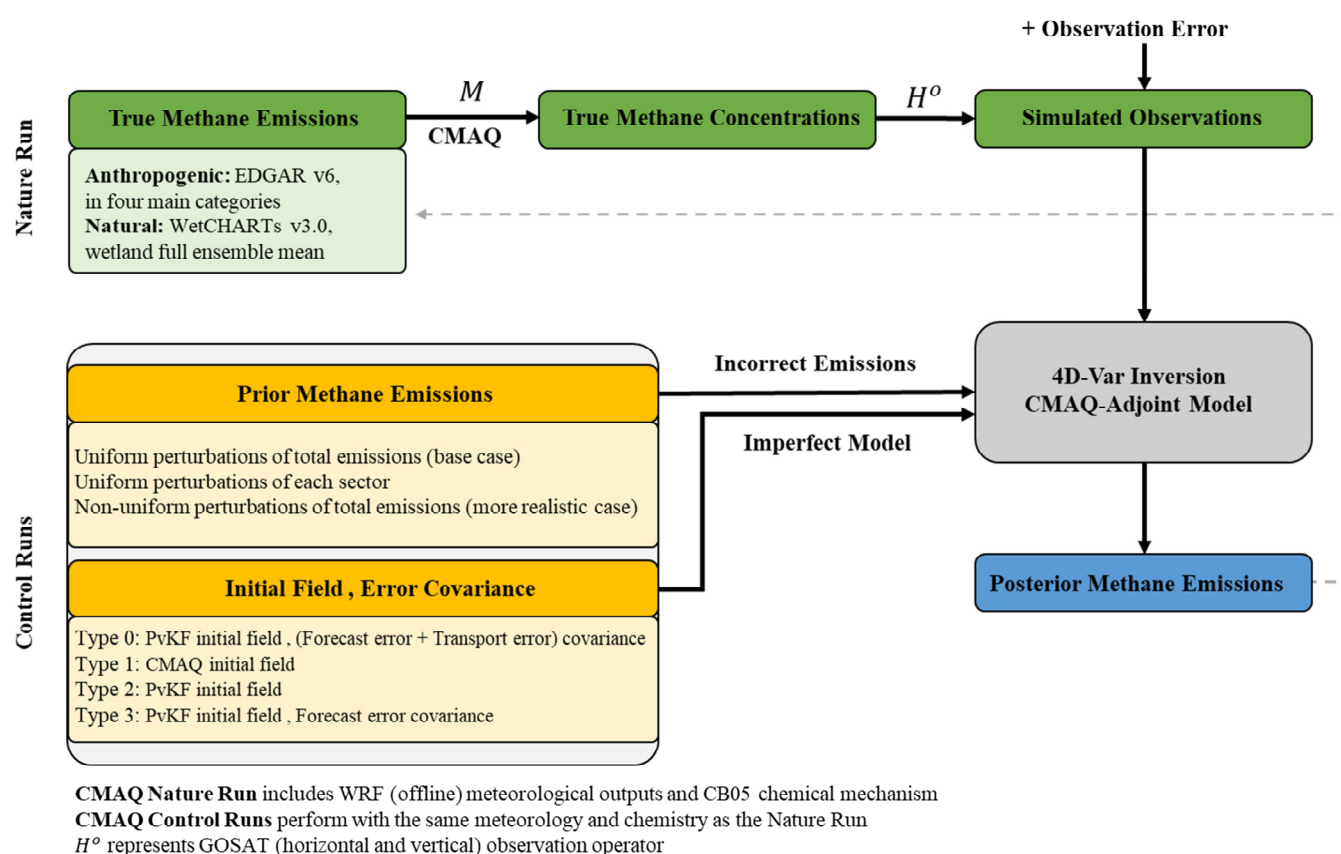 + Observation Error
Nature Run
True Methane Emissions
M
CMAQ
True Methane Concentrations
Hᵒ
Simulated Observations
Anthropogenic: EDGAR v6,
in four main categories
Natural: WetCHARTs v3.0,
wetland full ensemble mean
Control Runs
Prior Methane Emissions
Uniform perturbations of total emissions (base case)
Uniform perturbations of each sector
Non-uniform perturbations of total emissions (more realistic case)
Incorrect Emissions
Imperfect Model
4D-Var Inversion
CMAQ-Adjoint Model
Initial Field , Error Covariance
Type 0: PvKF initial field , (Forecast error + Transport error) covariance
Type 1: CMAQ initial field
Type 2: PvKF initial field
Type 3: PvKF initial field , Forecast error covariance
Posterior Methane Emissions
CMAQ Nature Run includes WRF (offline) meteorological outputs and CB05 chemical mechanism
CMAQ Control Runs perform with the same meteorology and chemistry as the Nature Run
Hᵒ represents GOSAT (horizontal and vertical) observation operator